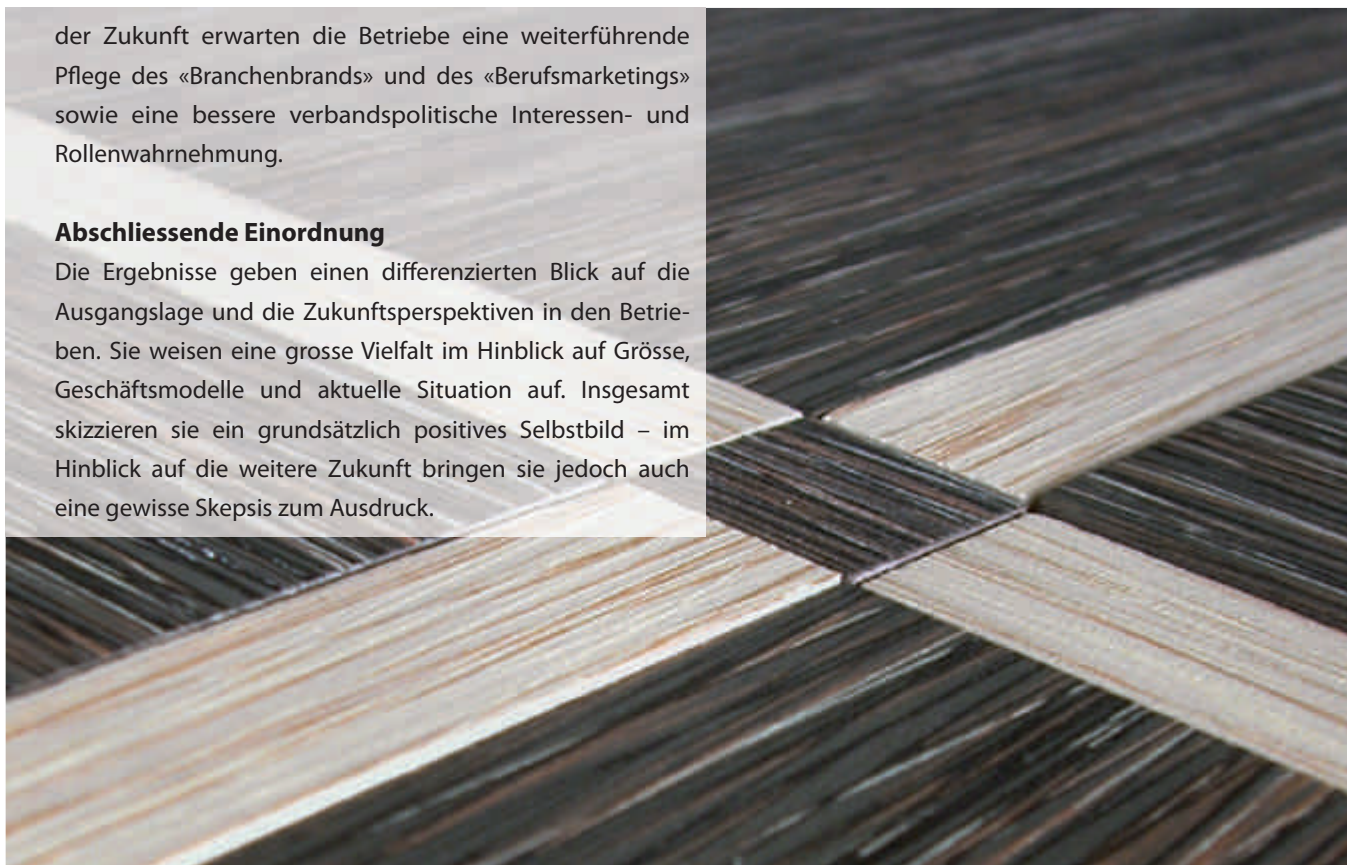 der Zukunft erwarten die Betriebe eine weiterführende
Pflege des «Branchenbrands» und des «Berufsmarketings»
sowie eine bessere verbandspolitische Interessen- und
Rollenwahrnehmung.
Abschliessende Einordnung
Die Ergebnisse geben einen differenzierten Blick auf die
Ausgangslage und die Zukunftsperspektiven in den Betrie-
ben. Sie weisen eine grosse Vielfalt im Hinblick auf Grösse,
Geschäftsmodelle und aktuelle Situation auf. Insgesamt
skizzieren sie ein grundsätzlich positives Selbstbild – im
Hinblick auf die weitere Zukunft bringen sie jedoch auch
eine gewisse Skepsis zum Ausdruck.